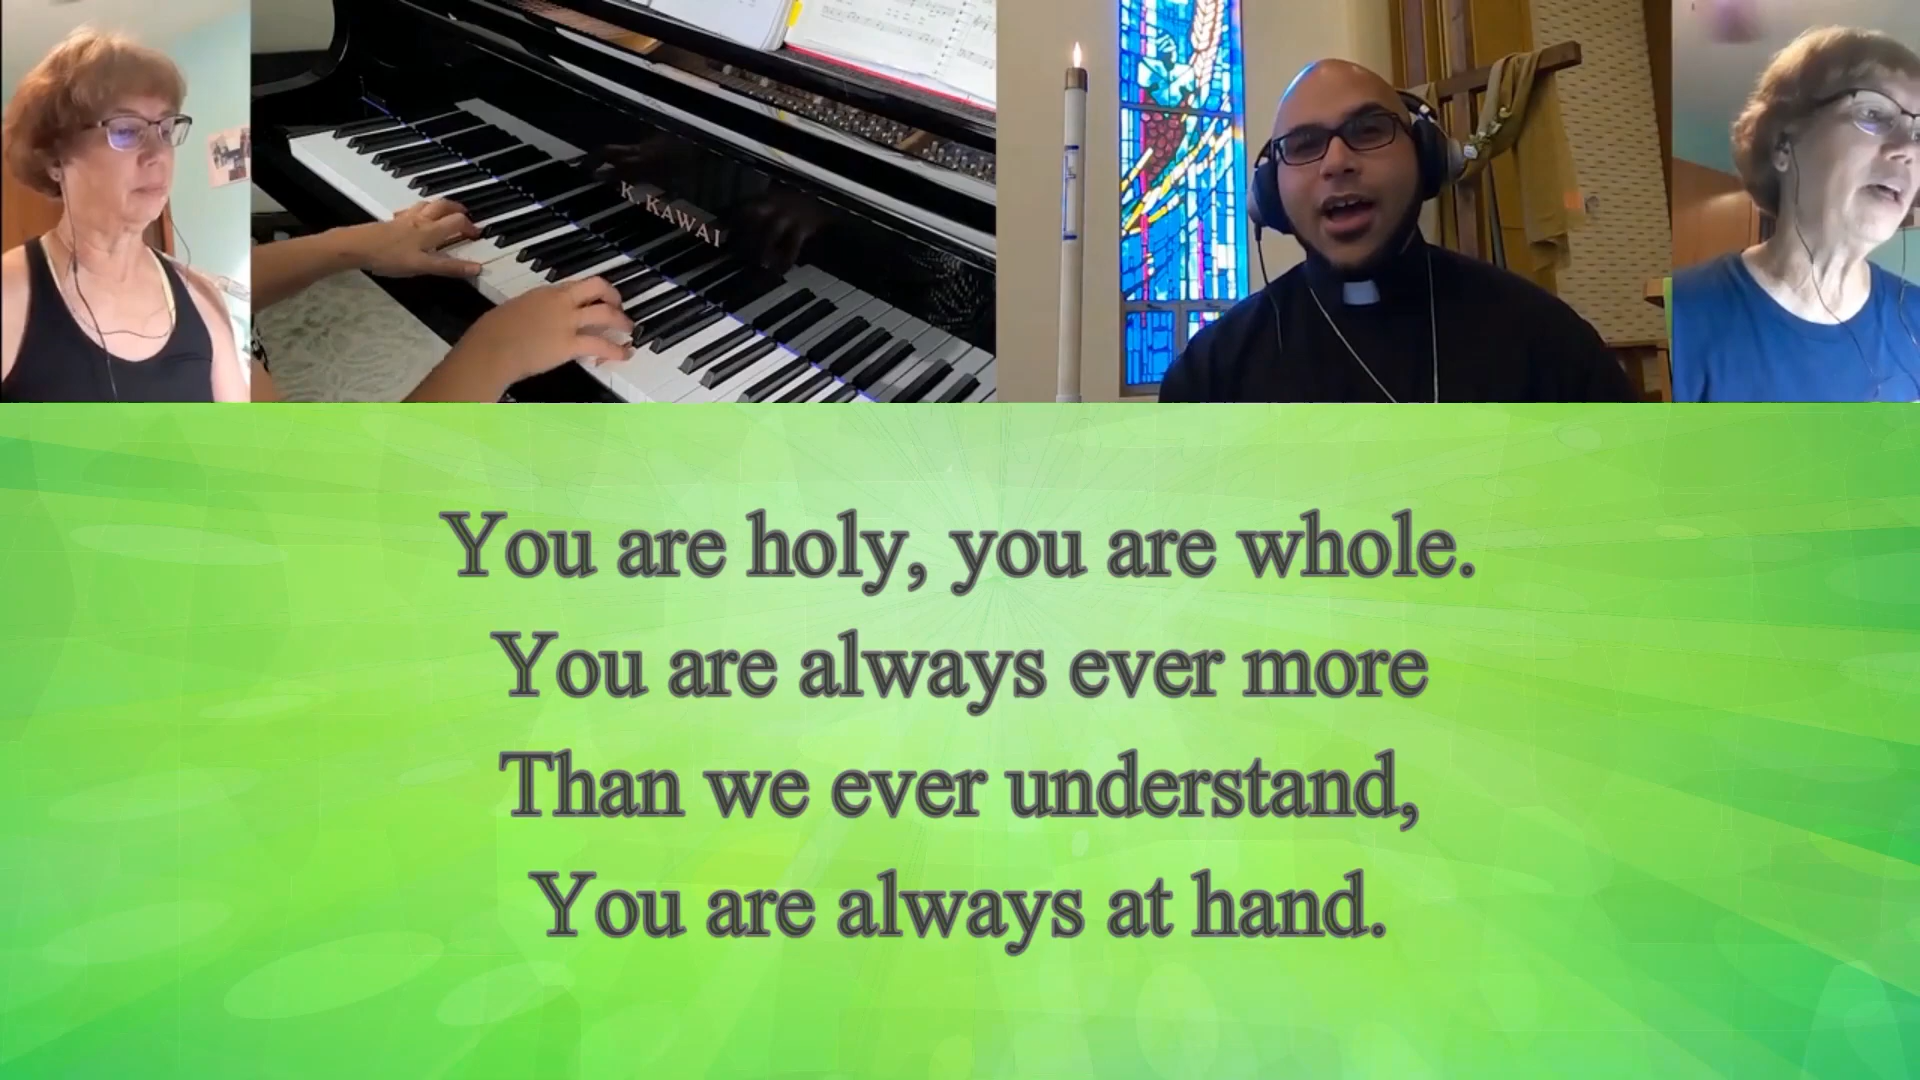 K. KAWAI
You are holy, you are whole.
You are always ever more
Than we ever understand,
You are always at hand.